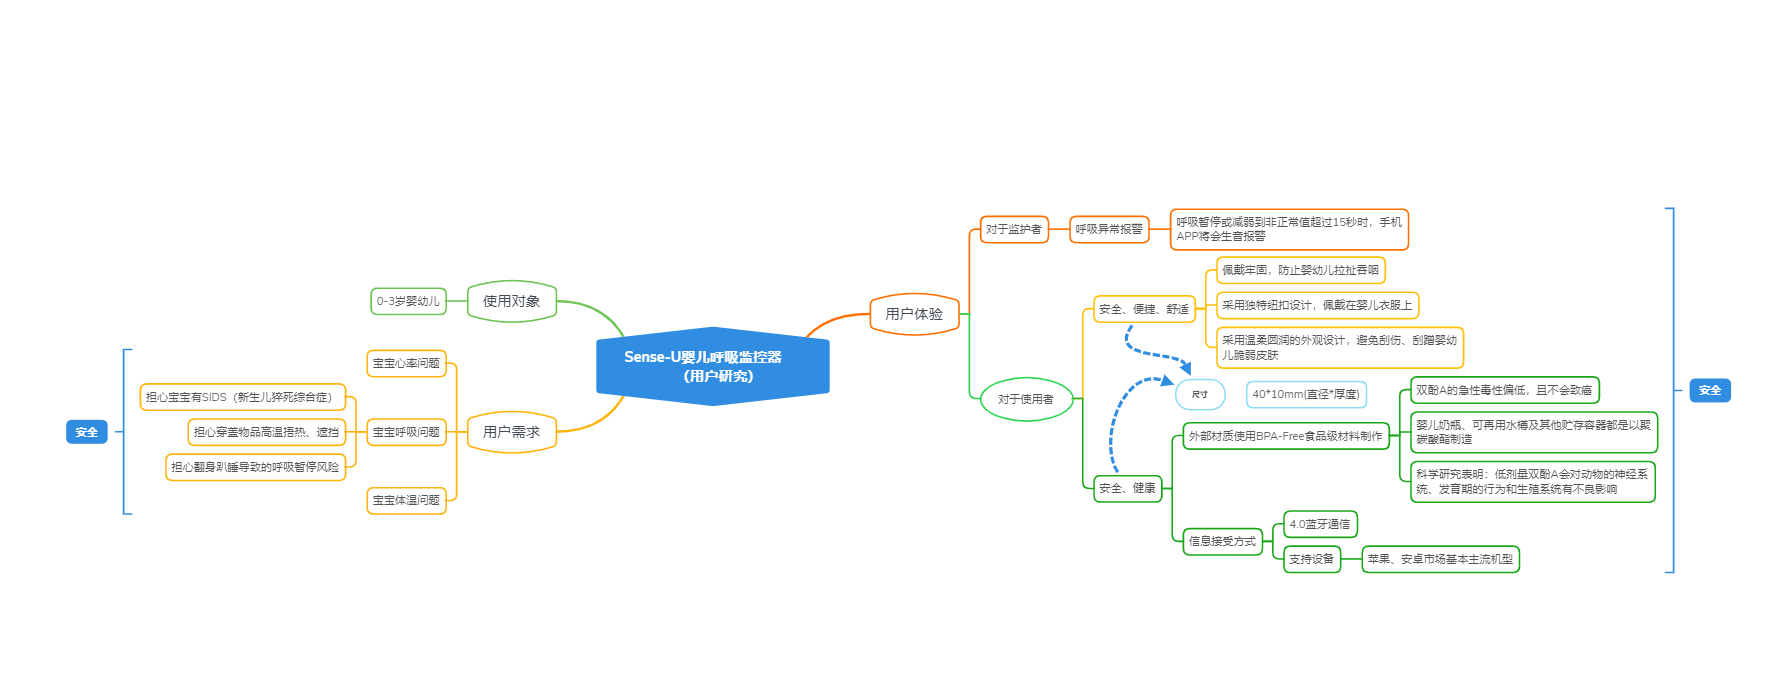 Sense-U婴儿呼吸监控器
（用户研究）
使用对象
0-3岁婴幼儿
用户需求
宝宝心率问题
宝宝呼吸问题
担心宝宝有SIDS（新生儿猝死综合症）
担心穿盖物品高温捂热、遮挡
担心翻身趴睡导致的呼吸暂停风险
宝宝体温问题
安全
用户体验
对于监护者
呼吸异常报警
呼吸暂停或减弱到非正常值超过15秒时，手机
APP将会生音报警
对于使用者
安全、便捷、舒适
佩戴牢固，防止婴幼儿拉扯吞咽
采用独特纽扣设计，佩戴在婴儿衣服上
采用温柔圆润的外观设计，避免刮伤、刮蹭婴幼
儿脆弱皮肤
尺寸
40*10mm(直径*厚度)
安全、健康
外部材质使用BPA-Free食品级材料制作
双酚A的急性毒性偏低，且不会致癌
婴儿奶瓶、可再用水樽及其他贮存容器都是以聚
碳酸酯制造
科学研究表明：低剂量双酚A会对动物的神经系
统、发育期的行为和生殖系统有不良影响
信息接受方式
4.0蓝牙通信
支持设备
苹果、安卓市场基本主流机型
安全